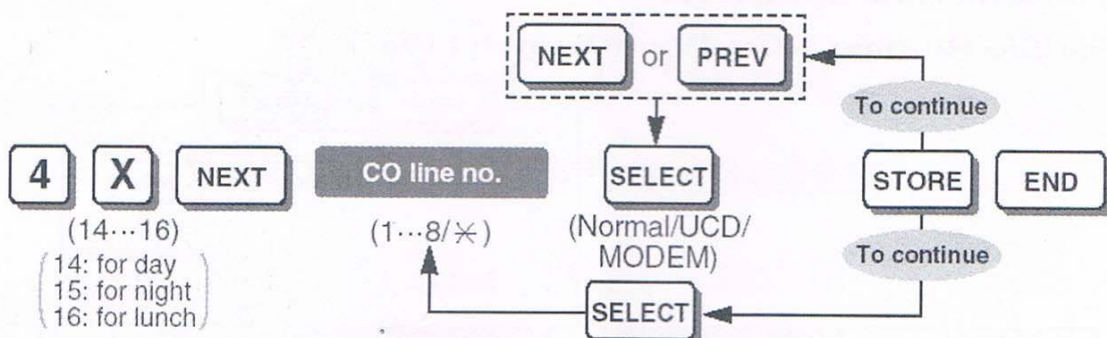 NEXT or PREV
To continue
4 X NEXT CO line no. SELECT STORE END
(14···16) (1···8/✳) (Normal/UCD/
MODEM)
To continue
14: for day
15: for night
16: for lunch
SELECT